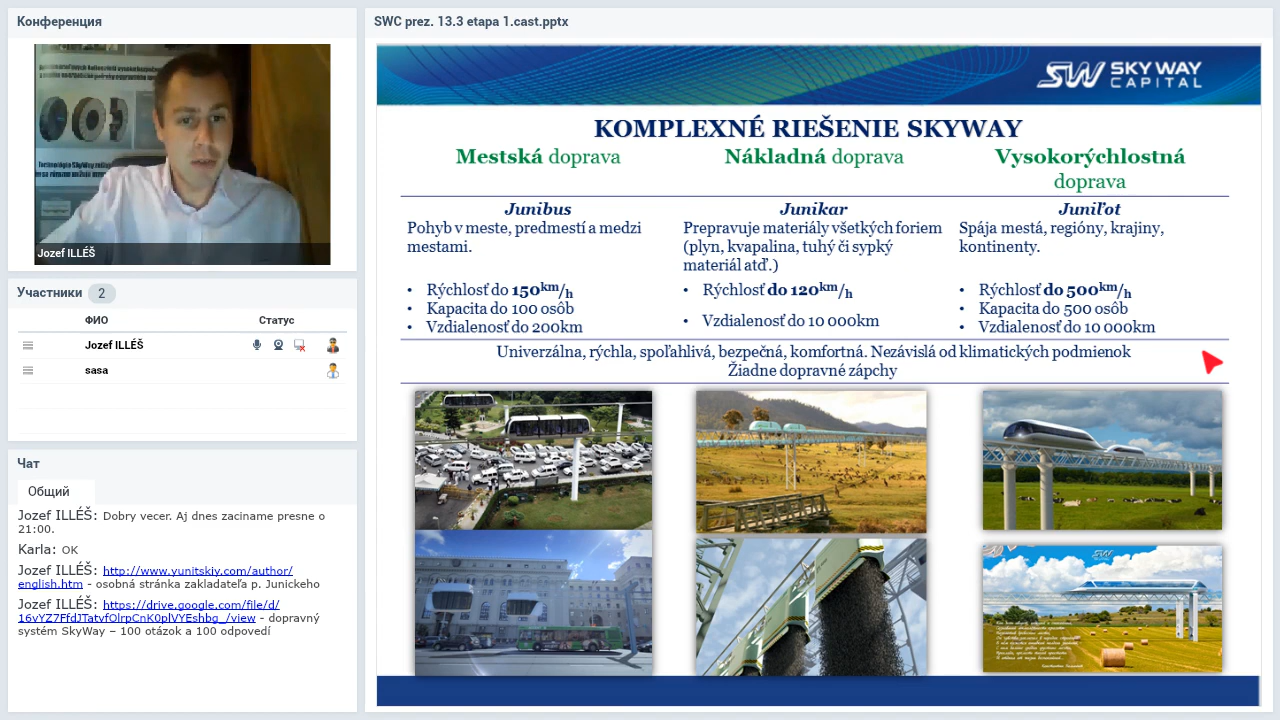 Конференция
Jozef ILLÉŠ
Участники 2
ФИО Статус
Jozef ILLÉŠ
sasa
Чат
Общий
Jozef ILLÉŠ: Dobry vecer. Aj dnes zaciname presne o
21:00.
Karla: OK
Jozef ILLÉŠ: http://www.yunitskiy.com/author/
english.htm - osobná stránka zakladateľa p. Junickeho
Jozef ILLÉŠ: https://drive.google.com/file/d/
16vYZ7FfdJTatvfOlrpCnK0plVYEshbg_/view - dopravný
systém SkyWay – 100 otázok a 100 odpovedí
SWC prez. 13.3 etapa 1.cast.pptx
SW SKY WAY
CAPITAL
KOMPLEXNÉ RIEŠENIE SKYWAY
Mestská doprava
Junibus
Pohyb v meste, predmestí a medzi
mestami.
• Rýchlosť do 150km/h
• Kapacita do 100 osôb
• Vzdialenosť do 200km
Nákladná doprava
Junikar
Prepravuje materiály všetkých foriem
(plyn, kvapalina, tuhý či sypký
materiál atď.)
• Rýchlosť do 120km/h
• Vzdialenosť do 10 000km
Vysokorýchlostná
doprava
Juniľot
Spája mestá, regióny, krajiny,
kontinenty.
• Rýchlosť do 500km/h
• Kapacita do 500 osôb
• Vzdialenosť do 10 000km
Univerzálna, rýchla, spoľahlivá, bezpečná, komfortná. Nezávislá od klimatických podmienok
Žiadne dopravné zápchy